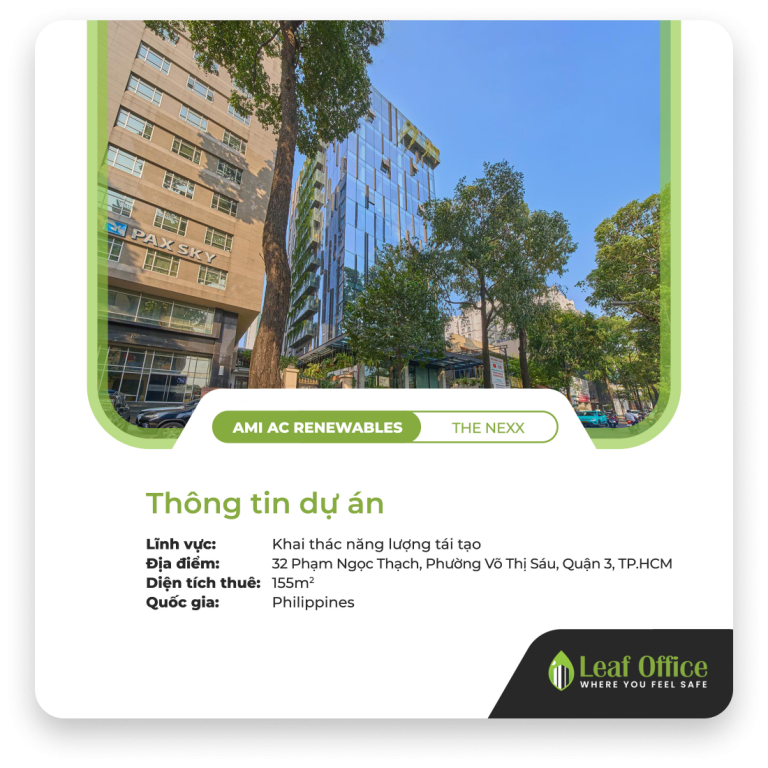 PAX SKY
AMI AC RENEWABLES
THE NEXX
Thông tin dự án
Lĩnh vực: Khai thác năng lượng tái tạo
Địa điểm: 32 Phạm Ngọc Thạch, Phường Võ Thị Sáu, Quận 3, TP.HCM
Diện tích thuê: 155m²
Quốc gia: Philippines
Leaf Office
WHERE YOU FEEL SAFE